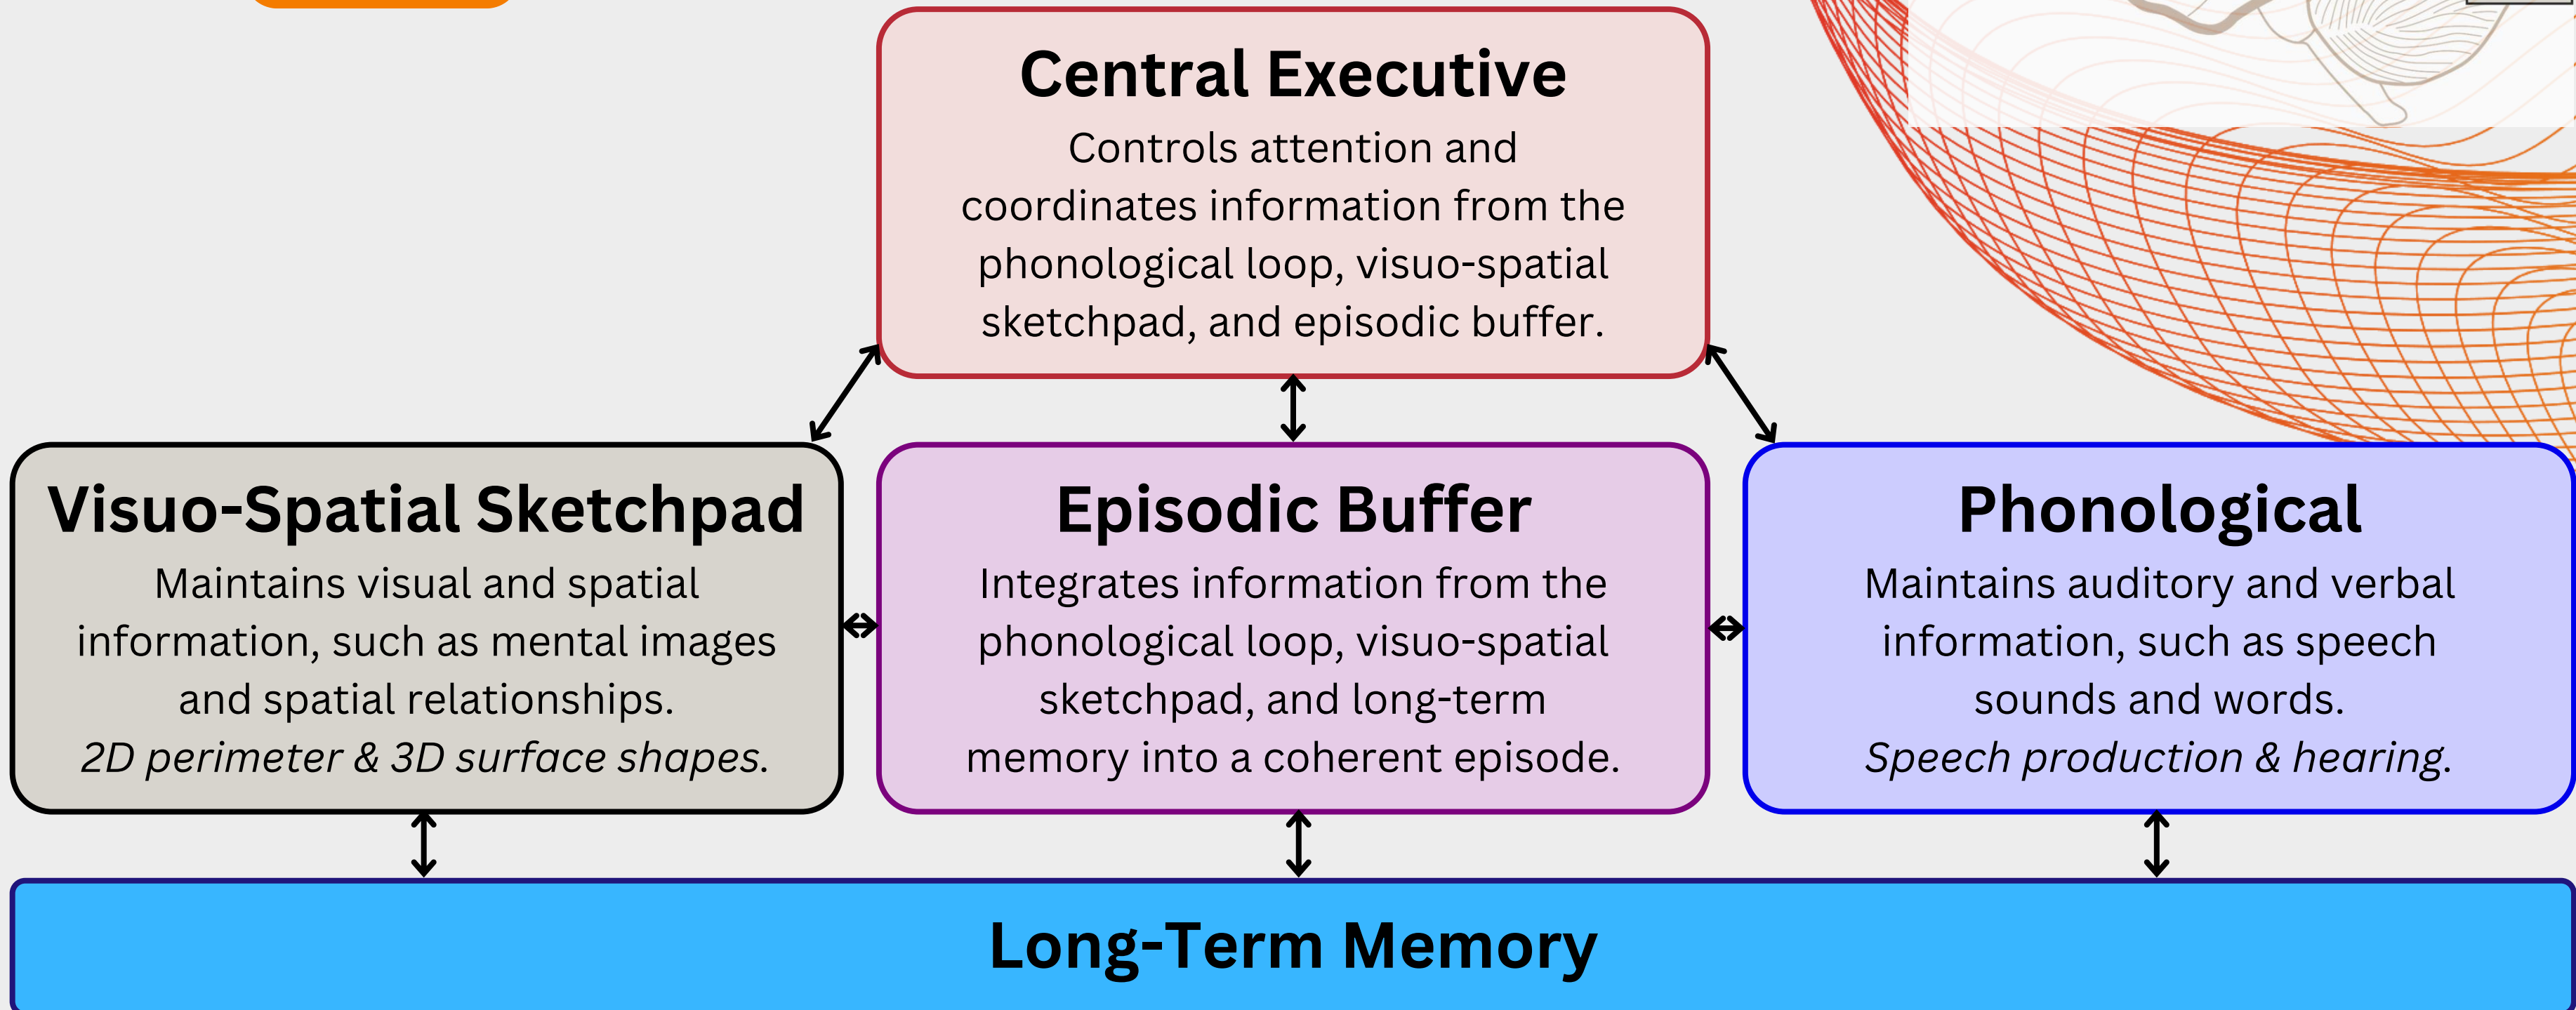 Central Executive
Controls attention and
coordinates information from the
phonological loop, visuo-spatial
sketchpad, and episodic buffer.
Visuo-Spatial Sketchpad
Maintains visual and spatial
information, such as mental images
and spatial relationships.
2D perimeter & 3D surface shapes.
Episodic Buffer
Integrates information from the
phonological loop, visuo-spatial
sketchpad, and long-term
memory into a coherent episode.
Phonological
Maintains auditory and verbal
information, such as speech
sounds and words.
Speech production & hearing.
Long-Term Memory